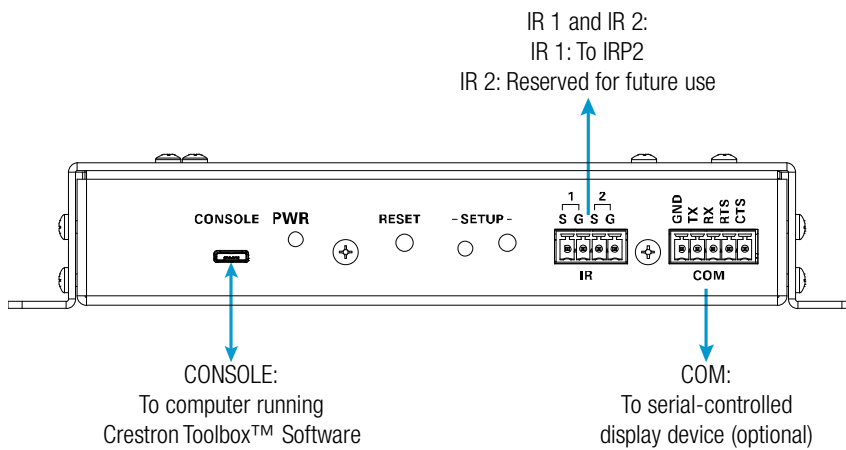 IR 1 and IR 2:
IR 1: To IRP2
IR 2: Reserved for future use
1 2
CONSOLE PWR RESET - SETUP - S G S G GND TX RX RTS CTS
IR COM
CONSOLE:
To computer running
Crestron Toolbox™ Software
COM:
To serial-controlled
display device (optional)